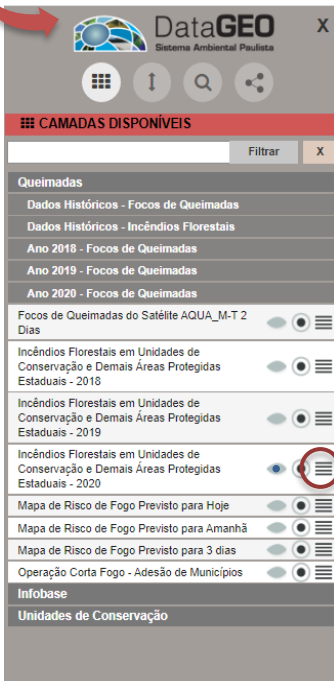 DataGEO
X
Sistema Ambiental Paulista
CAMADAS DISPONÍVEIS
Filtrar
X
Queimadas
Dados Históricos - Focos de Queimadas
Dados Históricos - Incêndios Florestais
Ano 2018 - Focos de Queimadas
Ano 2019 - Focos de Queimadas
Ano 2020 - Focos de Queimadas
Focos de Queimadas do Satélite AQUA_M-T 2
Dias
Incêndios Florestais em Unidades de
Conservação e Demais Áreas Protegidas
Estaduais - 2018
Incêndios Florestais em Unidades de
Conservação e Demais Áreas Protegidas
Estaduais - 2019
Incêndios Florestais em Unidades de
Conservação e Demais Áreas Protegidas
Estaduais - 2020
Mapa de Risco de Fogo Previsto para Hoje
Mapa de Risco de Fogo Previsto para Amanhã
Mapa de Risco de Fogo Previsto para 3 dias
Operação Corta Fogo - Adesão de Municípios
Infobase
Unidades de Conservação